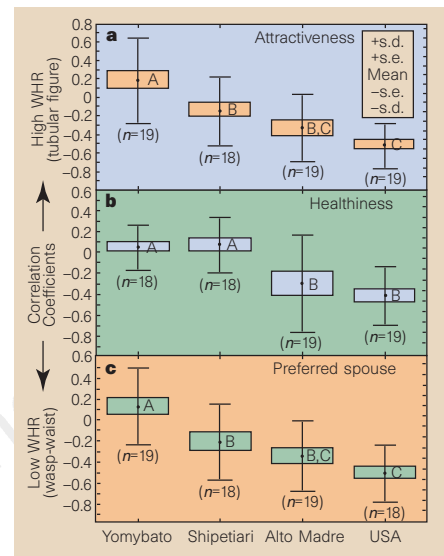 a Attractiveness
+s.d.
+s.e.
Mean
−s.e.
−s.d.
High WHR
(tubular figure)
0.8
0.6
0.4
0.2
0
−0.2
−0.4
−0.6
−0.8
A
B
B,C
C
(n=19)
(n=18)
(n=19)
(n=19)
b Healthiness
Correlation
Coefficients
0.6
0.4
0.2
0
−0.2
−0.4
−0.6
−0.8
A
A
B
B
(n=18)
(n=18)
(n=19)
(n=19)
c Preferred spouse
Low WHR
(wasp-waist)
0.6
0.4
0.2
0
−0.2
−0.4
−0.6
−0.8
A
B
B,C
C
(n=19)
(n=18)
(n=19)
(n=18)
Yomybato Shipetiari Alto Madre USA